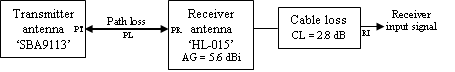 Transmitter
antenna
‘SBA9113’
PT
Path loss
PL
PR
Receiver
antenna
‘HL-015’
AG = 5.6 dBi
Cable loss
CL = 2.8 dB
RI
Receiver
input signal